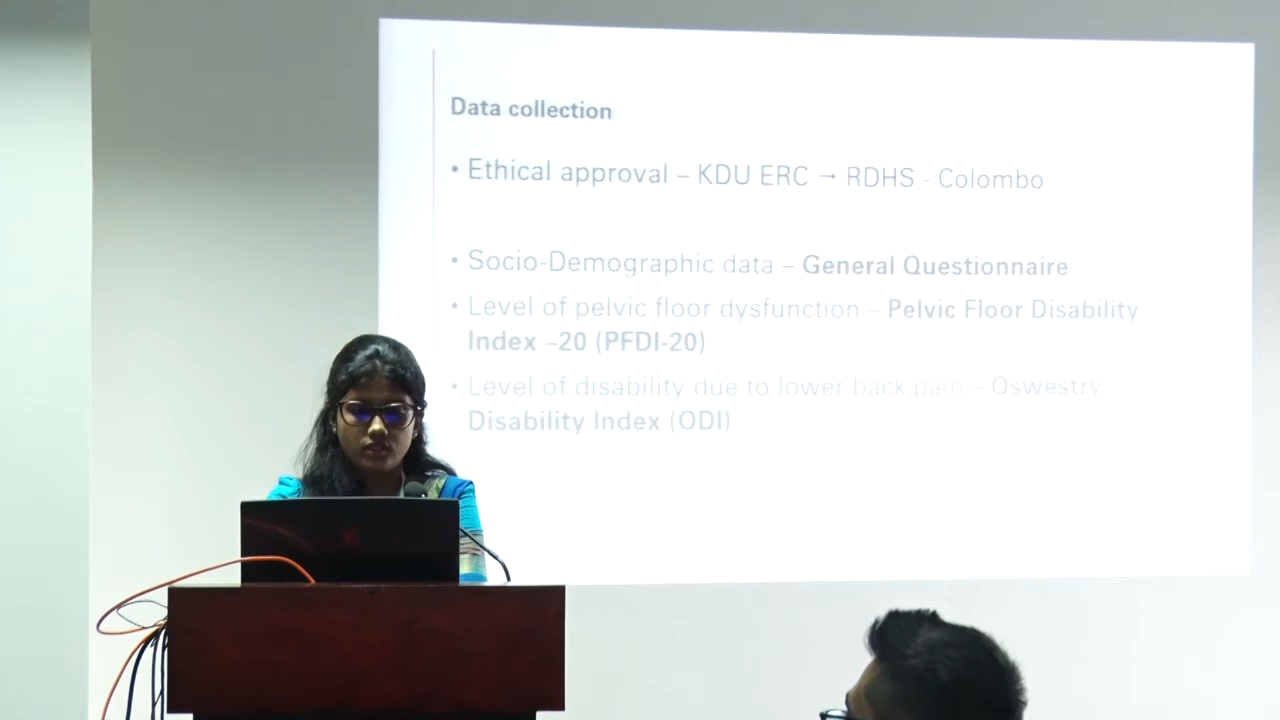 Data collection
• Ethical approval – KDU ERC → RDHS - Colombo
• Socio-Demographic data – General Questionnaire
• Level of pelvic floor dysfunction – Pelvic Floor Disability
Index –20 (PFDI-20)
• Level of disability due to lower back pain – Oswestry
Disability Index (ODI)